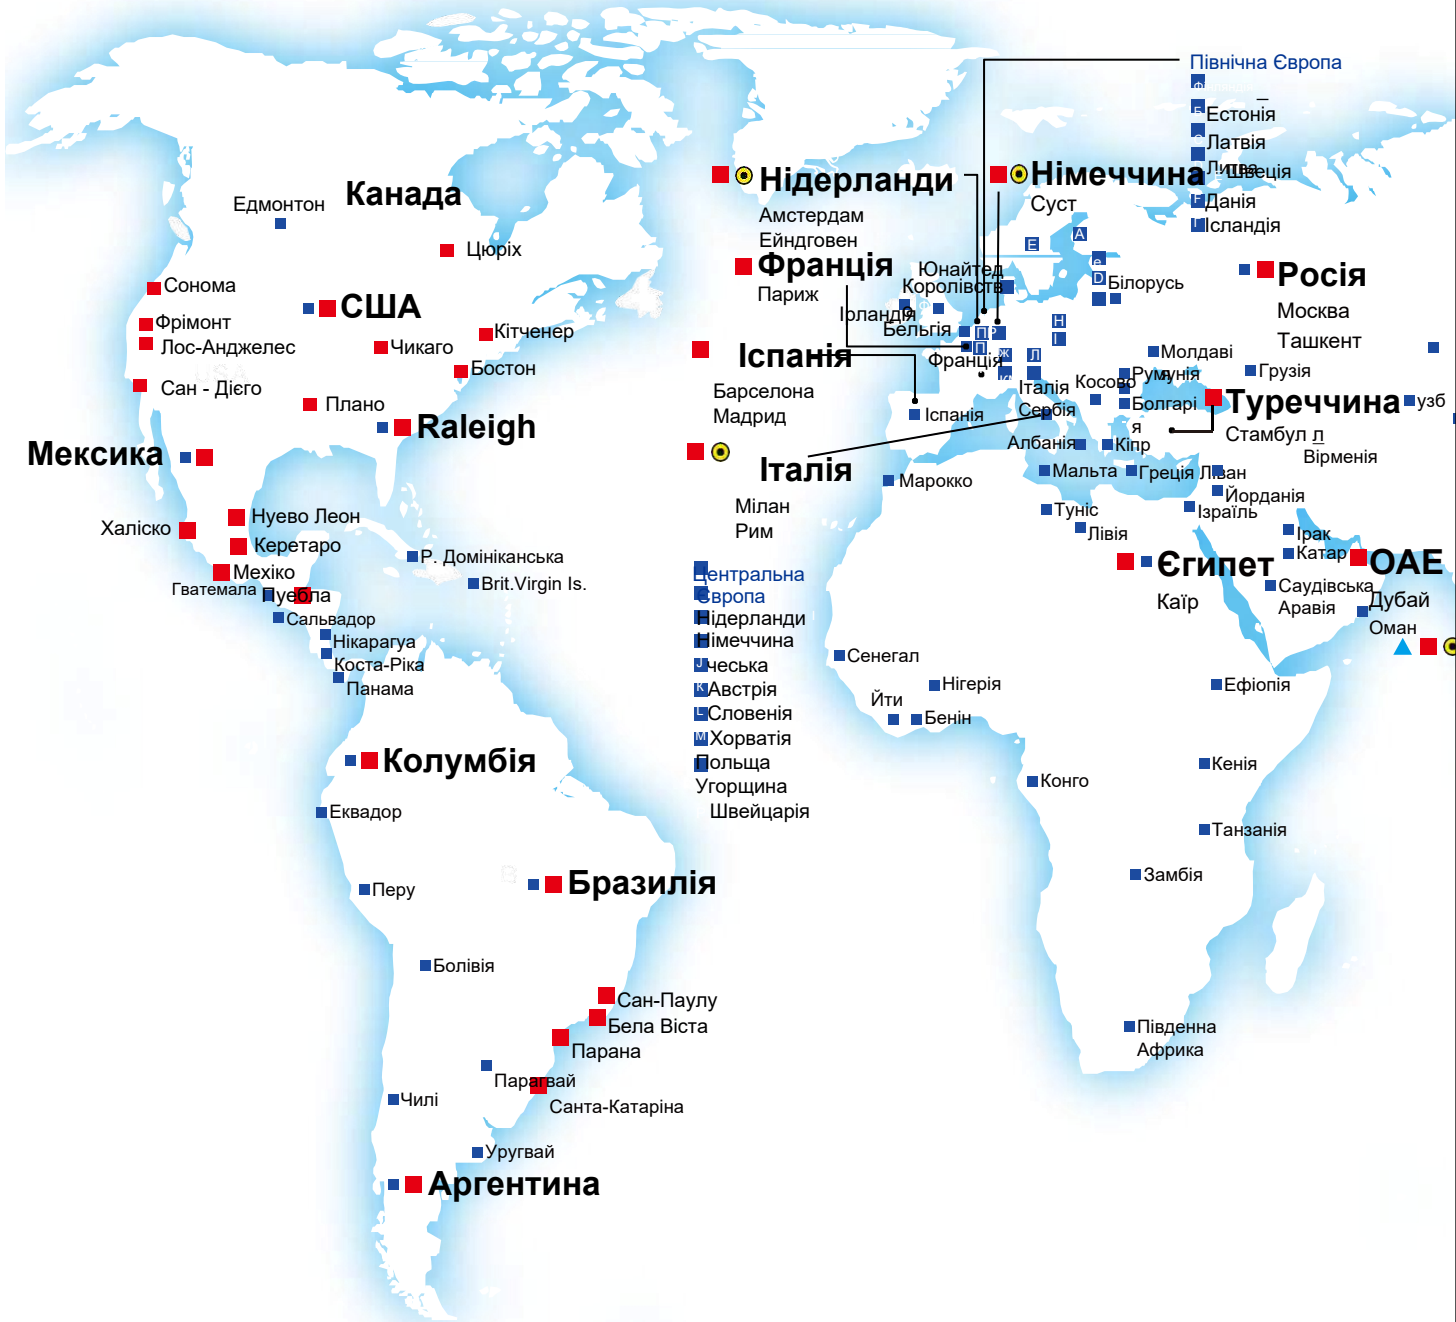 Північна Європа
Естонія
Латвія
Литва
Швеція
Данія
Ісландія
Канада
Едмонтон
Цюріх
Сонома
США
Фрімонт
Лос-Анджелес
Чикаго
Кітченер
Бостон
Сан - Дієго
Плано
Raleigh
Мексика
Нуево Леон
Халіско
Керетаро
Мехіко
Гватемала
Пуебла
Сальвадор
Нікарагуа
Коста-Ріка
Панама
Р. Домініканська
Brit.Virgin Is.
Колумбія
Еквадор
Перу
Бразилія
Болівія
Сан-Паулу
Бела Віста
Парана
Парагвай
Санта-Катаріна
Чилі
Уругвай
Аргентина
Нідерланди
Амстердам
Ейндговен
Франція
Париж
Іспанія
Барселона
Мадрид
Італія
Мілан
Рим
Центральна
Європа
Нідерланди
Німеччина
чеська
Австрія
Словенія
Хорватія
Польща
Угорщина
Швейцарія
Німеччина
Суст
Е
А
е
D
Білорусь
Юнайтед
Королівств
Ірландія
Бельгія
Франція
Н
І
Л
Італія
Косово
Сербія
Молдаві
Румунія
Болгарі
я
Албанія
Кіпр
Іспанія
Марокко
Мальта
Греція
Ліван
Йорданія
Ізраїль
Туніс
Лівія
Росія
Москва
Ташкент
Грузія
Туреччина
узб
Стамбул л
Вірменія
Ірак
Катар
ОАЕ
Дубай
Оман
Саудівська
Аравія
Єгипет
Каїр
Сенегал
Нігерія
Йти
Бенін
Ефіопія
Кенія
Конго
Танзанія
Замбія
Південна
Африка